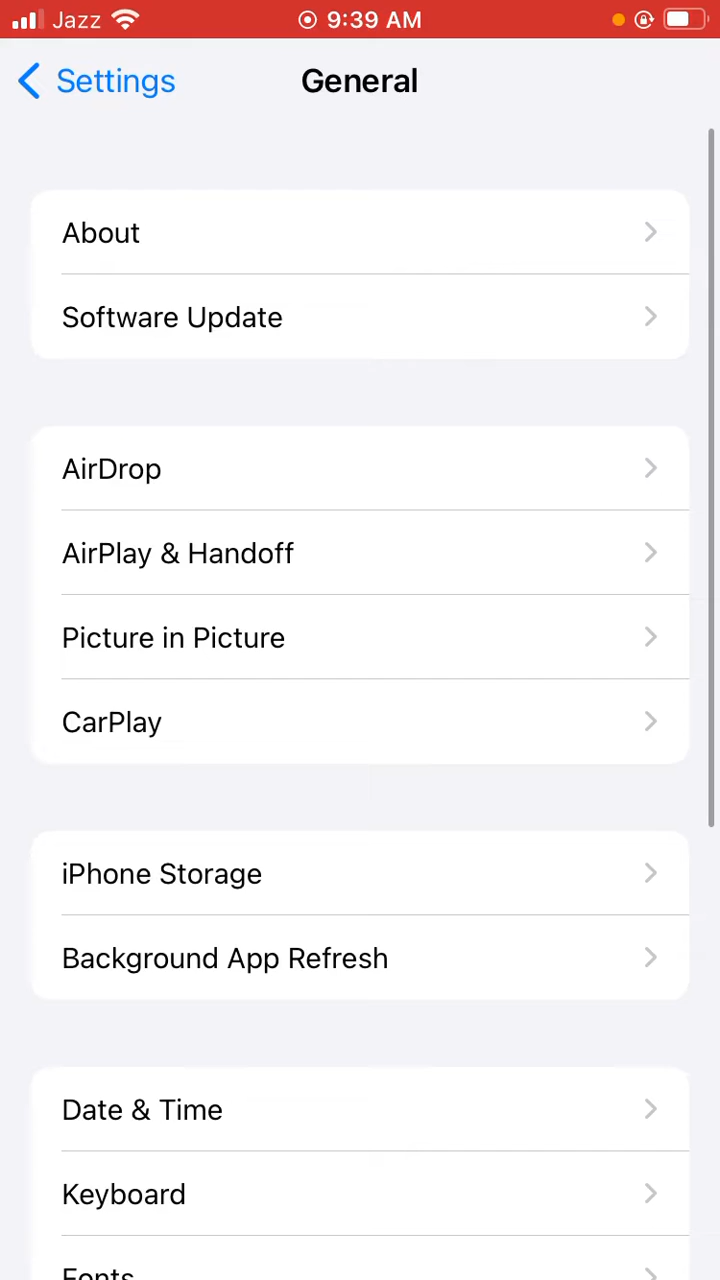 Jazz 9:39 AM
Settings General
About
Software Update
AirDrop
AirPlay & Handoff
Picture in Picture
CarPlay
iPhone Storage
Background App Refresh
Date & Time
Keyboard
Fonts